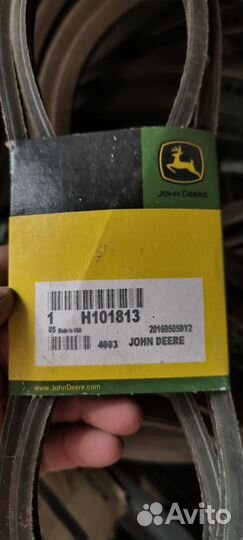 JOHN DEERE
1 H101813
US Made in USA 20160505DY2
4003 JOHN DEERE
www.JohnDeere.com
Avito